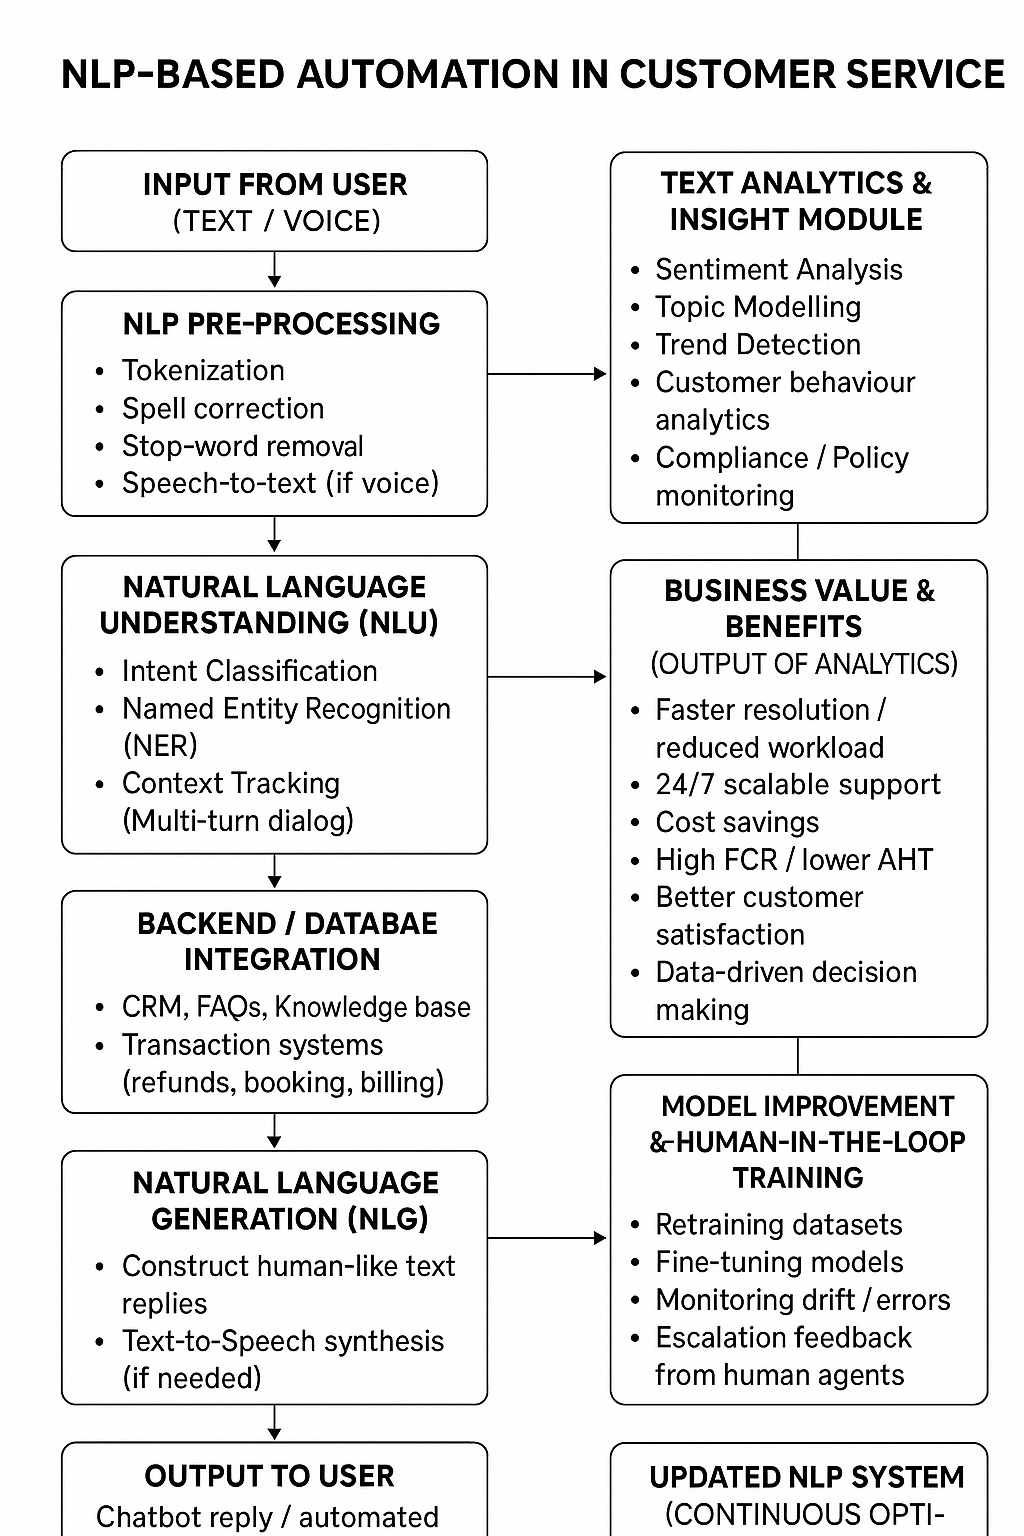 NLP-BASED AUTOMATION IN CUSTOMER SERVICE
INPUT FROM USER
(TEXT / VOICE)
NLP PRE-PROCESSING
• Tokenization
• Spell correction
• Stop-word removal
• Speech-to-text (if voice)
NATURAL LANGUAGE
UNDERSTANDING (NLU)
• Intent Classification
• Named Entity Recognition
(NER)
• Context Tracking
(Multi-turn dialog)
BACKEND / DATABAE
INTEGRATION
• CRM, FAQs, Knowledge base
• Transaction systems
(refunds, booking, billing)
NATURAL LANGUAGE
GENERATION (NLG)
• Construct human-like text
replies
• Text-to-Speech synthesis
(if needed)
OUTPUT TO USER
Chatbot reply / automated
TEXT ANALYTICS &
INSIGHT MODULE
• Sentiment Analysis
• Topic Modelling
• Trend Detection
• Customer behaviour
analytics
• Compliance / Policy
monitoring
BUSINESS VALUE &
BENEFITS
(OUTPUT OF ANALYTICS)
• Faster resolution /
reduced workload
• 24/7 scalable support
• Cost savings
• High FCR / lower AHT
• Better customer
satisfaction
• Data-driven decision
making
MODEL IMPROVEMENT
&-HUMAN-IN-THE-LOOP
TRAINING
• Retraining datasets
• Fine-tuning models
• Monitoring drift / errors
• Escalation feedback
from human agents
UPDATED NLP SYSTEM
(CONTINUOUS OPTI-